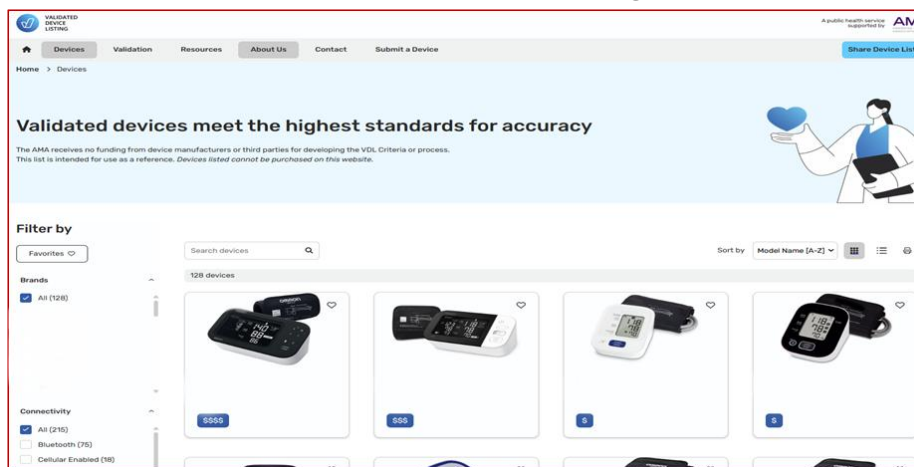 VALIDATED
DEVICE
LISTING
A public health service
supported by
AM
Devices Validation Resources About Us Contact Submit a Device
Share Device List
Home > Devices
Validated devices meet the highest standards for accuracy
The AMA receives no funding from device manufacturers or third parties for developing the VDL Criteria or process.
This list is intended for use as a reference. Devices listed cannot be purchased on this website.
Filter by
Favorites
Search devices
Sort by Model Name [A-Z]
Brands
128 devices
All (128)
OMRON
$$$$ $$$ $ $
Connectivity
All (215)
Bluetooth (75)
Cellular Enabled (18)